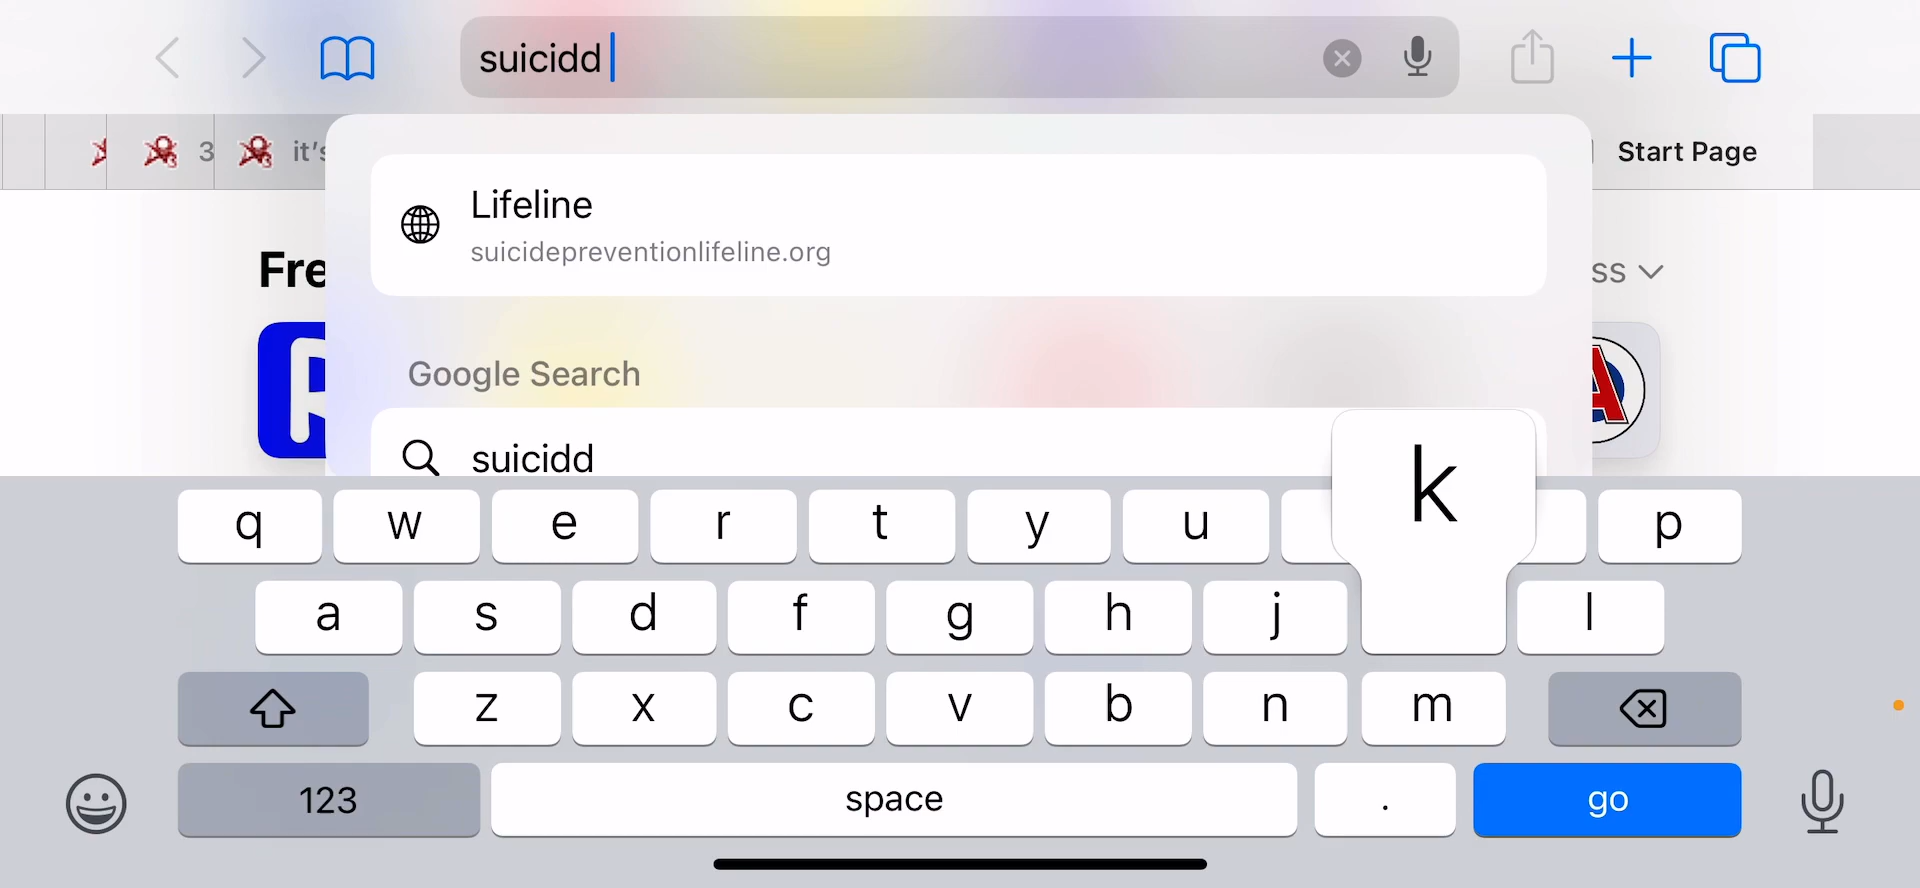 suicidd
3
it's
Start Page
Lifeline
suicidepreventionlifeline.org
Fre
ss
Google Search
suicidd
k
q w e r t y u p
a s d f g h j l
z x c v b n m
123 space . go